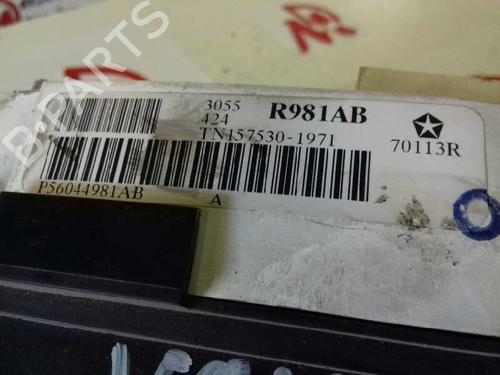 3055 R981AB
424
TN157530-1971 70113R
P56044981AB A
B-PARTS